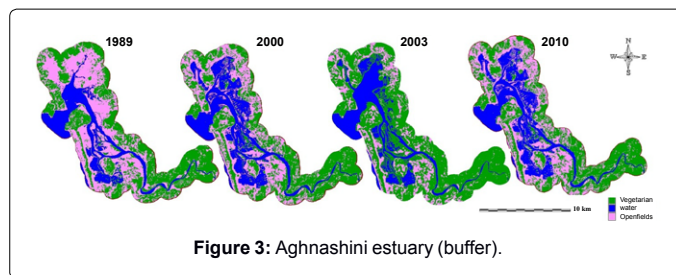 1989
2000
2003
2010
N
W
E
S
10 km
Vegetarian
water
Openfields
Figure 3: Aghnashini estuary (buffer).